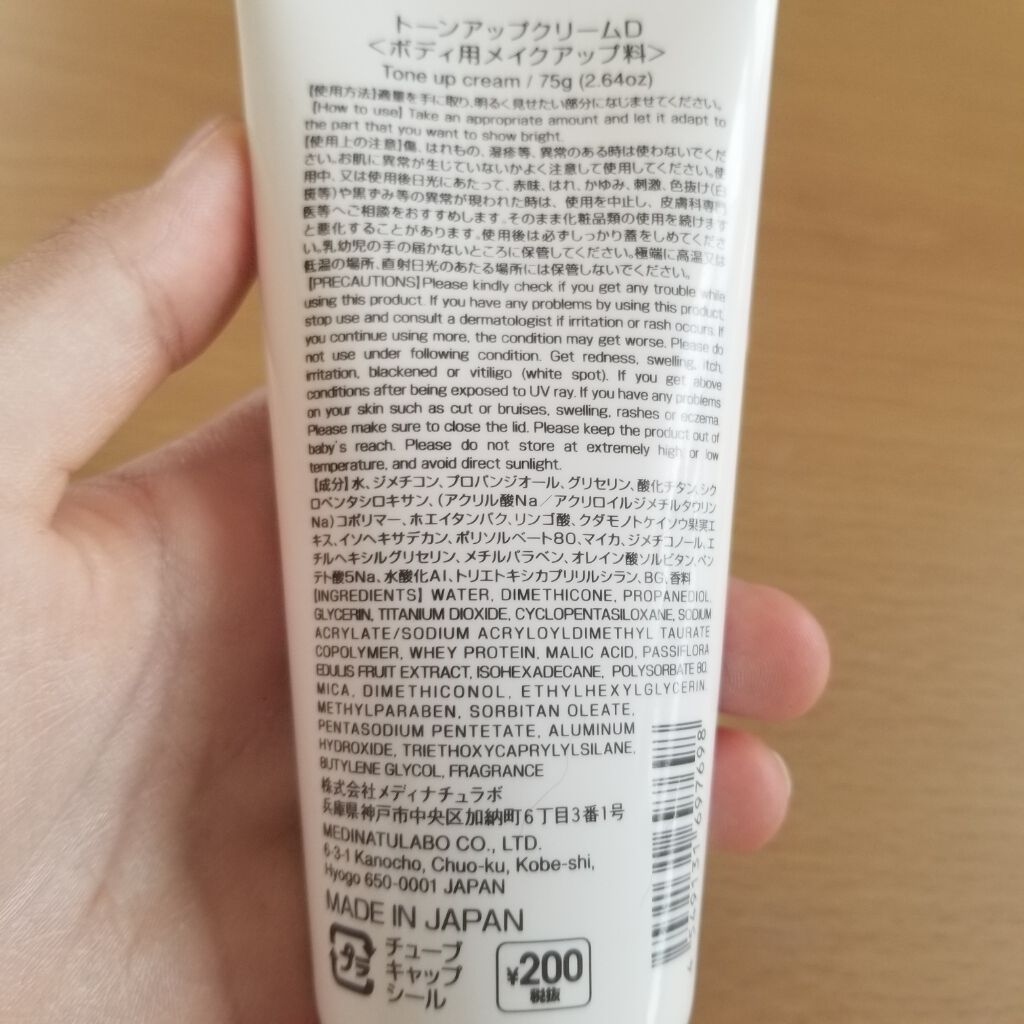 トーンアップクリームD
<ボディ用メイクアップ料>
Tone up cream / 75g (2.64oz)
【使用方法】適量を手に取り、明るく見せたい部分になじませてください。
【How to use】 Take an appropriate amount and let it adapt to
the part that you want to show bright.
【使用上の注意】傷、はれもの、湿疹等、異常のある時は使わないでくだ
さい。お肌に異常が生じていないかよく注意して使用してください。使
用中、又は使用後日光にあたって、赤味、はれ、かゆみ、刺激、色抜け(白
斑等)や黒ずみ等の異常が現われた時は、使用を中止し、皮膚科専門
医等へご相談をおすすめします。そのまま化粧品類の使用を続けます
と悪化することがあります。使用後は必ずしっかり蓋をしめてくださ
い。乳幼児の手の届かないところに保管してください。極端に高温又は
低温の場所、直射日光のあたる場所には保管しないでください。
【PRECAUTIONS】Please kindly check if you get any trouble while
using this product. If you have any problems by using this product,
stop use and consult a dermatologist if irritation or rash occurs. If
you continue using more, the condition may get worse. Please do
not use under following condition. Get redness, swelling, itch,
irritation, blackened or vitiligo (white spot). If you get above
conditions after being exposed to UV ray. If you have any problems
on your skin such as cut or bruises, swelling, rashes or eczema.
Please make sure to close the lid. Please keep the product out of
baby's reach. Please do not store at extremely high or low
temperature, and avoid direct sunlight.
【成分】水、ジメチコン、プロパンジオール、グリセリン、酸化チタン、シク
ロペンタシロキサン、(アクリル酸Na/アクリロイルジメチルタウリン
Na)コポリマー、ホエイタンパク、リンゴ酸、クダモノトケイソウ果実エ
キス、イソヘキサデカン、ポリソルベート80、マイカ、ジメチコノール、エ
チルヘキシルグリセリン、メチルパラベン、オレイン酸ソルビタン、ペン
テト酸5Na、水酸化Al、トリエトキシカプリリルシラン、BG、香料
【INGREDIENTS】 WATER, DIMETHICONE, PROPANEDIOL,
GLYCERIN, TITANIUM DIOXIDE, CYCLOPENTASILOXANE, SODIUM
ACRYLATE/SODIUM ACRYLOYLDIMETHYL TAURATE
COPOLYMER, WHEY PROTEIN, MALIC ACID, PASSIFLORA
EDULIS FRUIT EXTRACT, ISOHEXADECANE, POLYSORBATE 80,
MICA, DIMETHICONOL, ETHYLHEXYLGLYCERIN,
METHYLPARABEN, SORBITAN OLEATE,
PENTASODIUM PENTETATE, ALUMINUM
HYDROXIDE, TRIETHOXYCAPRYLYLSILANE,
BUTYLENE GLYCOL, FRAGRANCE
株式会社メディナチュラボ
兵庫県神戸市中央区加納町6丁目3番1号
MEDINATULABO CO., LTD.
6-3-1 Kanocho, Chuo-ku, Kobe-shi,
Hyogo 650-0001 JAPAN
MADE IN JAPAN
プラ
チューブ
キャップ
シール
¥200
税抜
4 549131 697698